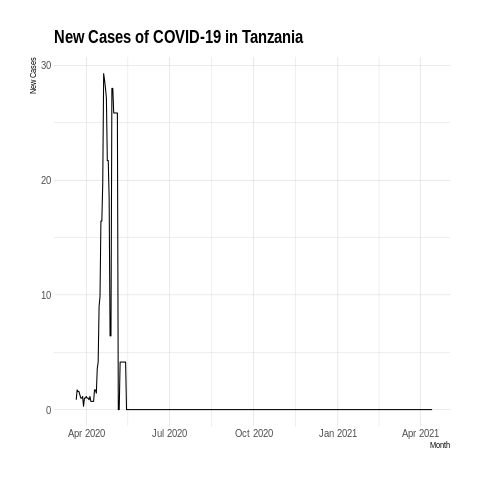 New Cases of COVID-19 in Tanzania
New Cases
30
20
10
0
Apr 2020 Jul 2020 Oct 2020 Jan 2021 Apr 2021
Month